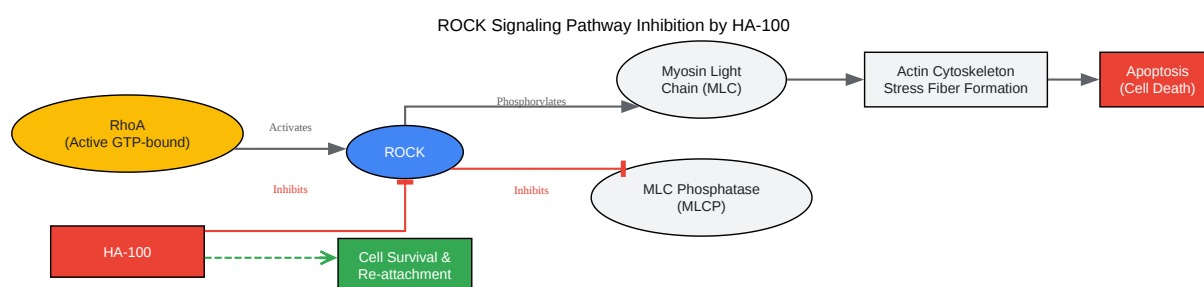 ROCK Signaling Pathway Inhibition by HA-100
RhoA
(Active GTP-bound)
Activates
ROCK
Phosphorylates
Myosin Light
Chain (MLC)
Actin Cytoskeleton
Stress Fiber Formation
Apoptosis
(Cell Death)
Inhibits
Inhibits
MLC Phosphatase
(MLCP)
HA-100
Cell Survival &
Re-attachment